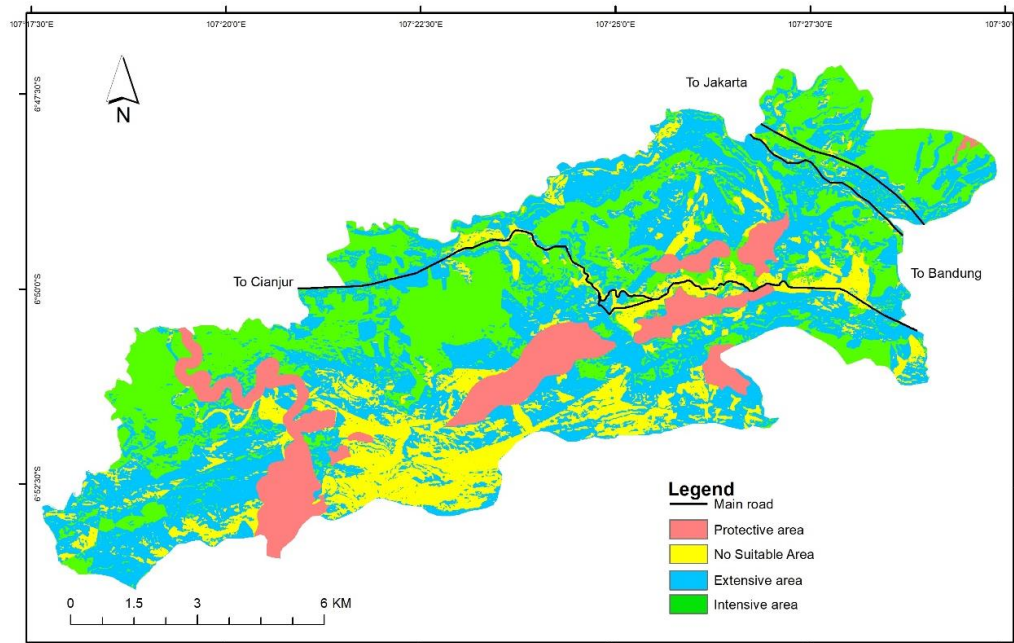 107°17'30"E 107°20'0"E 107°22'30"E 107°25'0"E 107°27'30"E 107°30'
6°47'30"S
6°50'0"S
6°52'30"S
N
To Jakarta
To Cianjur
To Bandung
Legend
Main road
Protective area
No Suitable Area
Extensive area
Intensive area
0 1.5 3 6 KM